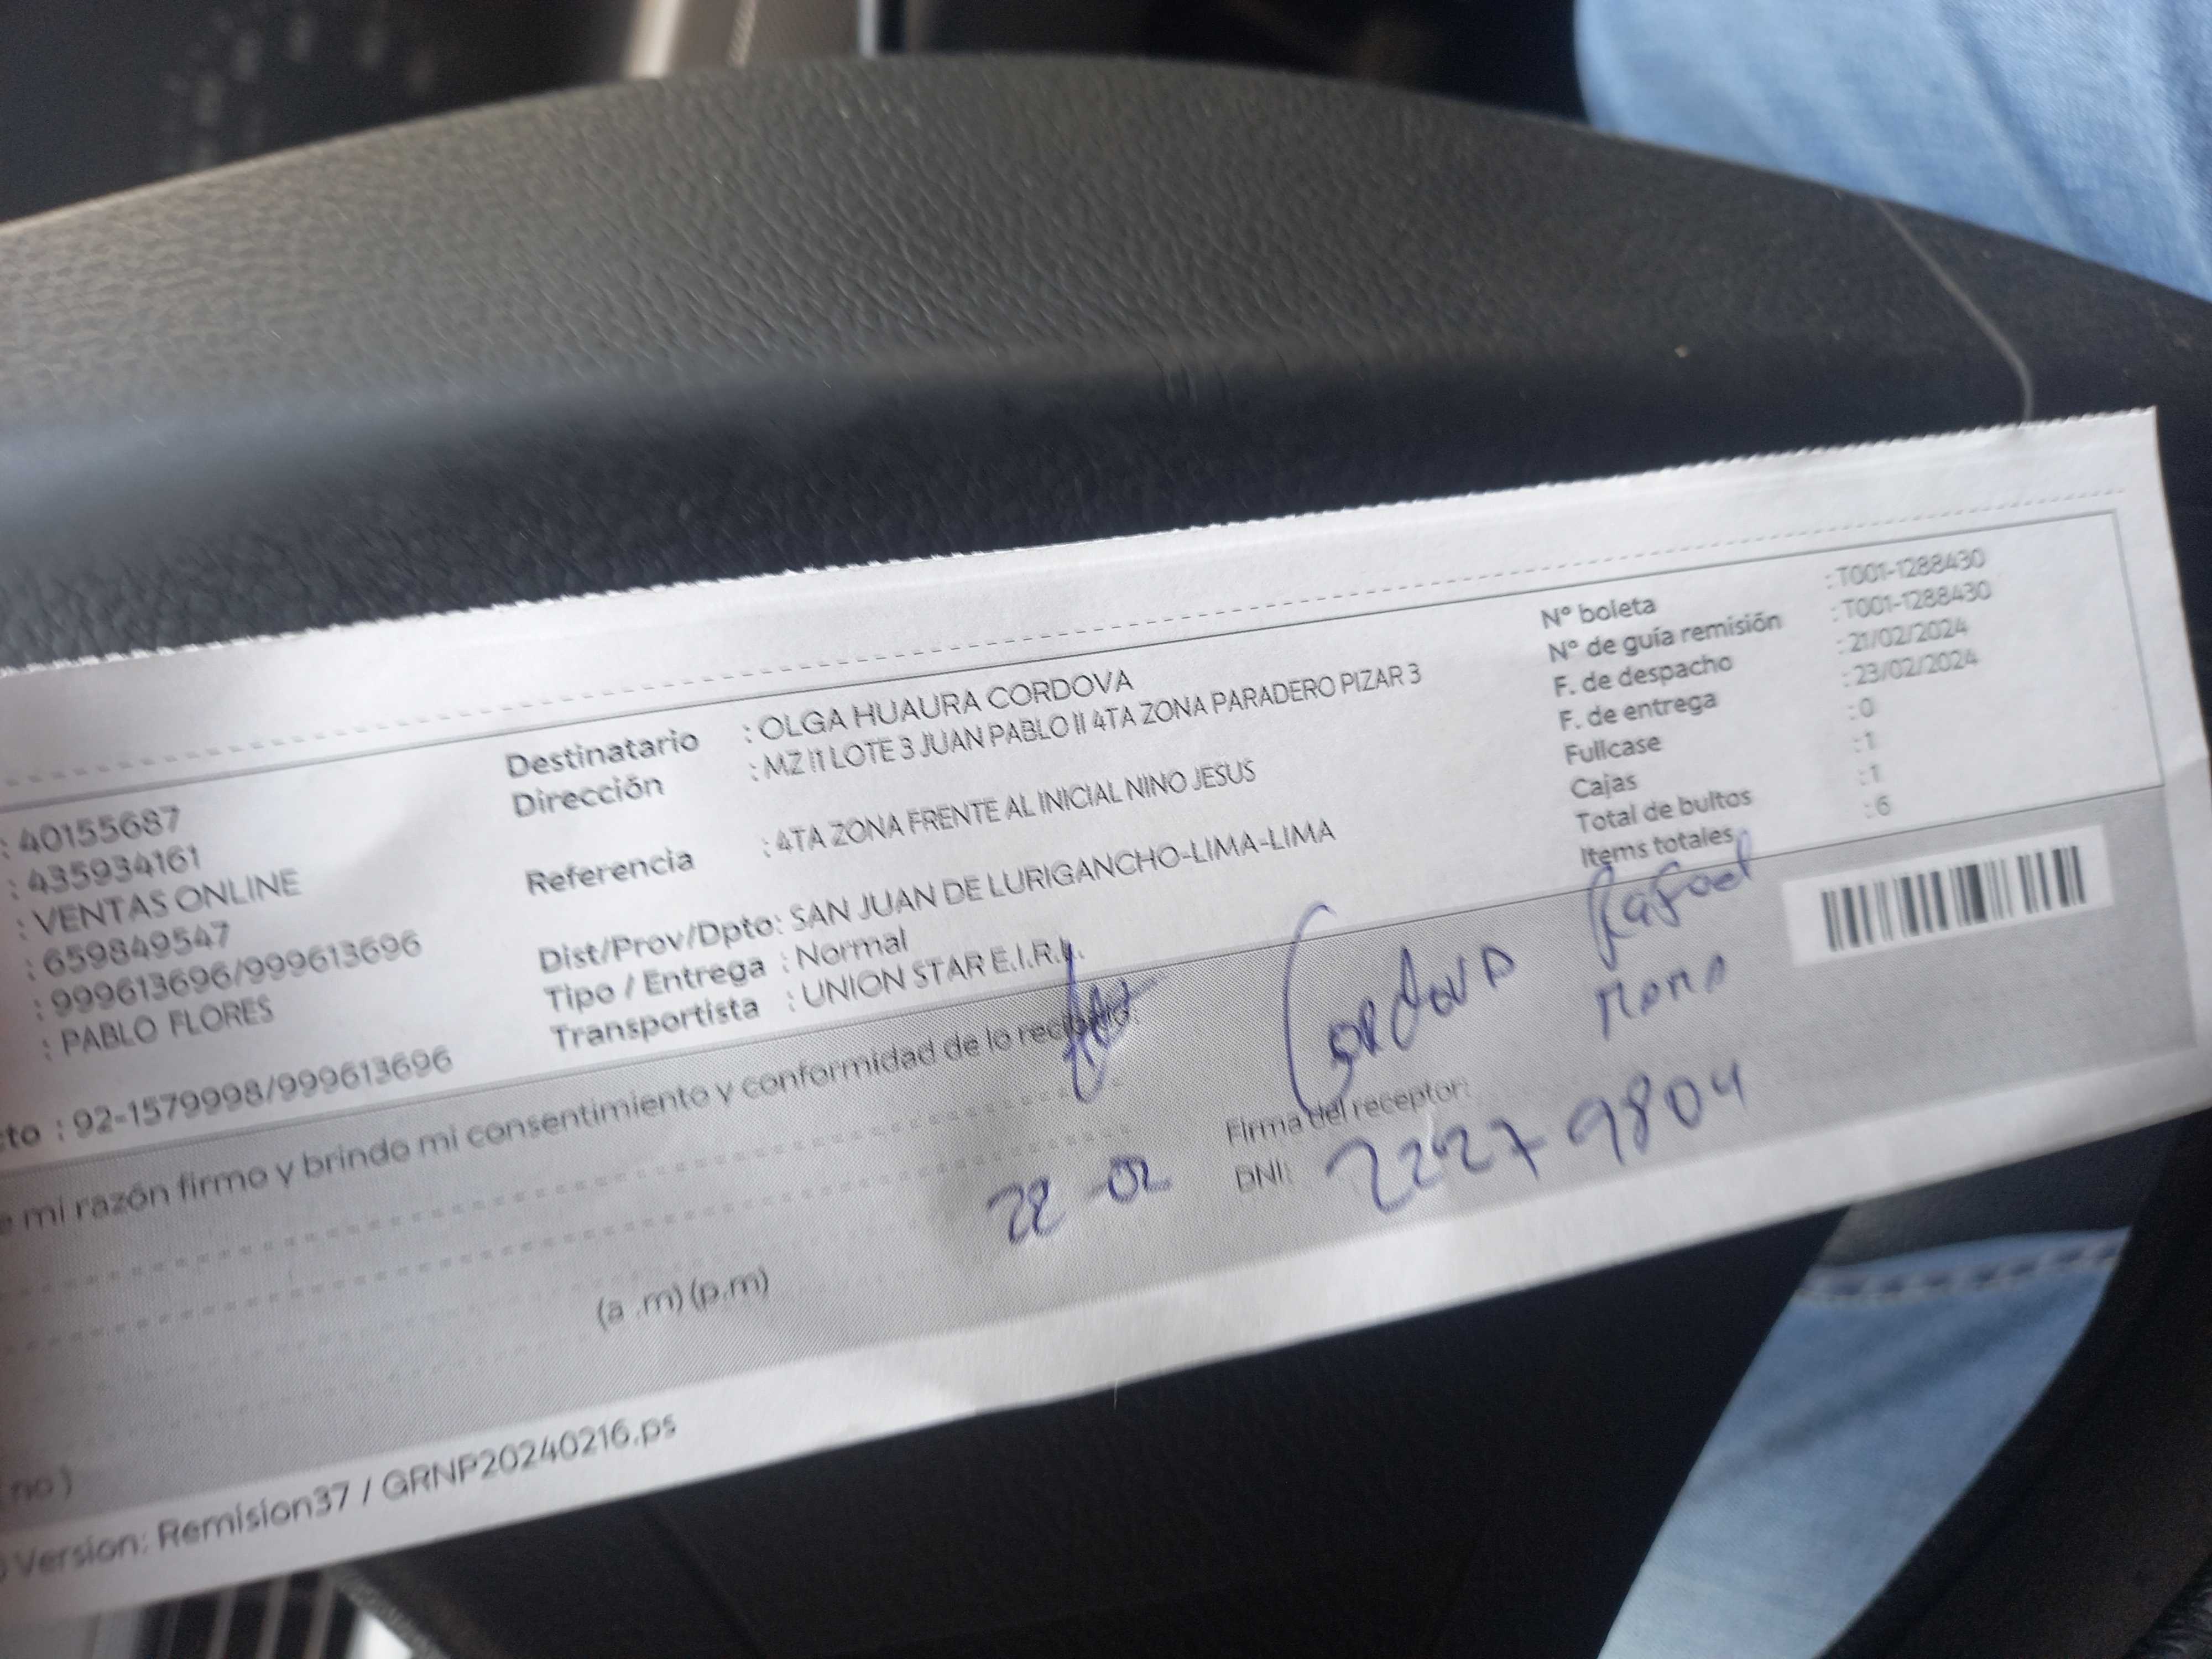 : 40155687
: 435934161
: VENTAS ONLINE
: 659849547
: 999613696/999613696
: PABLO FLORES
cto : 92-1579998/999613696
Destinatario : OLGA HUAURA CORDOVA
Dirección : MZ I1 LOTE 3 JUAN PABLO II 4TA ZONA PARADERO PIZAR 3
Referencia : 4TA ZONA FRENTE AL INICIAL NINO JESUS
Dist/Prov/Dpto: SAN JUAN DE LURIGANCHO-LIMA-LIMA
Tipo / Entrega : Normal
Transportista : UNION STAR E.I.R.L.
N° boleta : T001-1288430
N° de guía remisión : T001-1288430
F. de despacho : 21/02/2024
F. de entrega : 23/02/2024
Fullcase : 0
Cajas : 1
Total de bultos : 1
Items totales : 6
e mi razón firmo y brindo mi consentimiento y conformidad de lo recibido:
Cordova Rafael
Firma del receptor:
22-02
DNI: 22279804
(a .m) (p.m)
no )
Version: Remision37 / GRNP20240216.ps